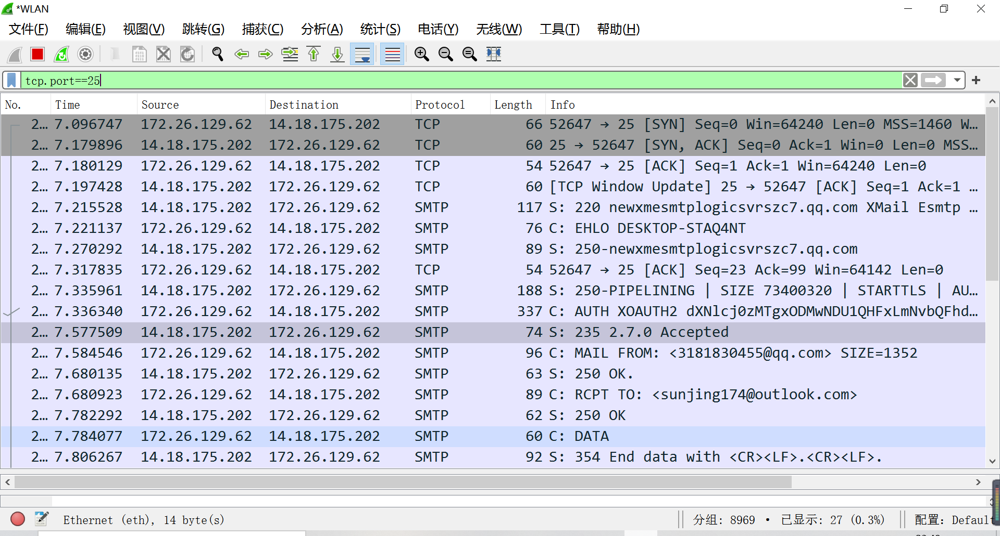 *WLAN
文件(F) 编辑(E) 视图(V) 跳转(G) 捕获(C) 分析(A) 统计(S) 电话(Y) 无线(W) 工具(T) 帮助(H)
tcp.port==25
No. Time Source Destination Protocol Length Info
2… 7.096747 172.26.129.62 14.18.175.202 TCP 66 52647 → 25 [SYN] Seq=0 Win=64240 Len=0 MSS=1460 W…
2… 7.179896 14.18.175.202 172.26.129.62 TCP 60 25 → 52647 [SYN, ACK] Seq=0 Ack=1 Win=0 Len=0 MSS…
2… 7.180129 172.26.129.62 14.18.175.202 TCP 54 52647 → 25 [ACK] Seq=1 Ack=1 Win=64240 Len=0
2… 7.197428 14.18.175.202 172.26.129.62 TCP 60 [TCP Window Update] 25 → 52647 [ACK] Seq=1 Ack=1 …
2… 7.215528 14.18.175.202 172.26.129.62 SMTP 117 S: 220 newxmesmtplogicsvrszc7.qq.com XMail Esmtp …
2… 7.221137 172.26.129.62 14.18.175.202 SMTP 76 C: EHLO DESKTOP-STAQ4NT
2… 7.270292 14.18.175.202 172.26.129.62 SMTP 89 S: 250-newxmesmtplogicsvrszc7.qq.com
2… 7.317835 172.26.129.62 14.18.175.202 TCP 54 52647 → 25 [ACK] Seq=23 Ack=99 Win=64142 Len=0
2… 7.335961 14.18.175.202 172.26.129.62 SMTP 188 S: 250-PIPELINING | SIZE 73400320 | STARTTLS | AU…
2… 7.336340 172.26.129.62 14.18.175.202 SMTP 337 C: AUTH XOAUTH2 dXNlcj0zMTgxODMwNDU1QHFxLmNvbQFhd…
2… 7.577509 14.18.175.202 172.26.129.62 SMTP 74 S: 235 2.7.0 Accepted
2… 7.584546 172.26.129.62 14.18.175.202 SMTP 96 C: MAIL FROM: <3181830455@qq.com> SIZE=1352
2… 7.680135 14.18.175.202 172.26.129.62 SMTP 63 S: 250 OK.
2… 7.680923 172.26.129.62 14.18.175.202 SMTP 89 C: RCPT TO: <sunjing174@outlook.com>
2… 7.782292 14.18.175.202 172.26.129.62 SMTP 62 S: 250 OK
2… 7.784077 172.26.129.62 14.18.175.202 SMTP 60 C: DATA
2… 7.806267 14.18.175.202 172.26.129.62 SMTP 92 S: 354 End data with <CR><LF>.<CR><LF>.
Ethernet (eth), 14 byte(s) 分组: 8969 · 已显示: 27 (0.3%) 配置: Default